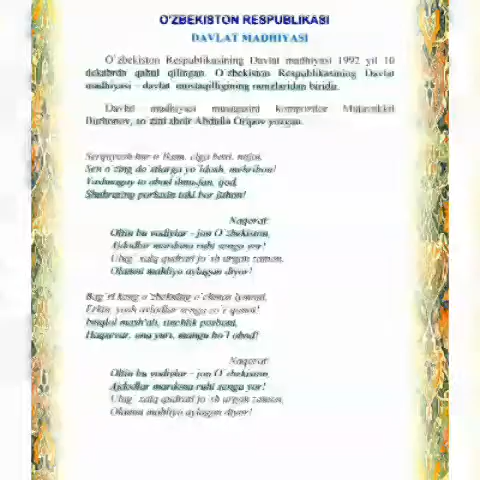 O'ZBEKISTON RESPUBLIKASI
DAVLAT MADHIYASI
O`zbekiston Respublikasining Davlat madhiyasi 1992 yil 10
dekabrda qabul qilingan. O`zbekiston Respublikasining Davlat
madhiyasi – davlat mustaqilligining ramzlaridan biridir.
Davlat madhiyasi musiqasini kompozitor Mutavakkil
Burhonov, so`zini shoir Abdulla Oripov yozgan.
Serquyosh hur o`lkam, elga baxt, najot,
Sen o`zing do`stlarga yo`ldosh, mehribon!
Yashnagay to abad ilmu-fan, ijod,
Shuhrating porlasin toki bor jahon!
Naqorat:
Oltin bu vodiylar - jon O`zbekiston,
Ajdodlar mardona ruhi senga yor!
Ulug` xalq qudrati jo`sh urgan zamon,
Olamni mahliyo aylagan diyor!
Bag`ri keng o`zbekning o`chmas iymoni,
Erkin, yosh avlodlar senga zo`r qanot!
Istiqlol mash'ali, tinchlik posboni,
Haqsevar, ona yurt, mangu bo`l obod!
Naqorat:
Oltin bu vodiylar - jon O`zbekiston,
Ajdodlar mardona ruhi senga yor!
Ulug` xalq qudrati jo`sh urgan zamon,
Olamni mahliyo aylagan diyor!